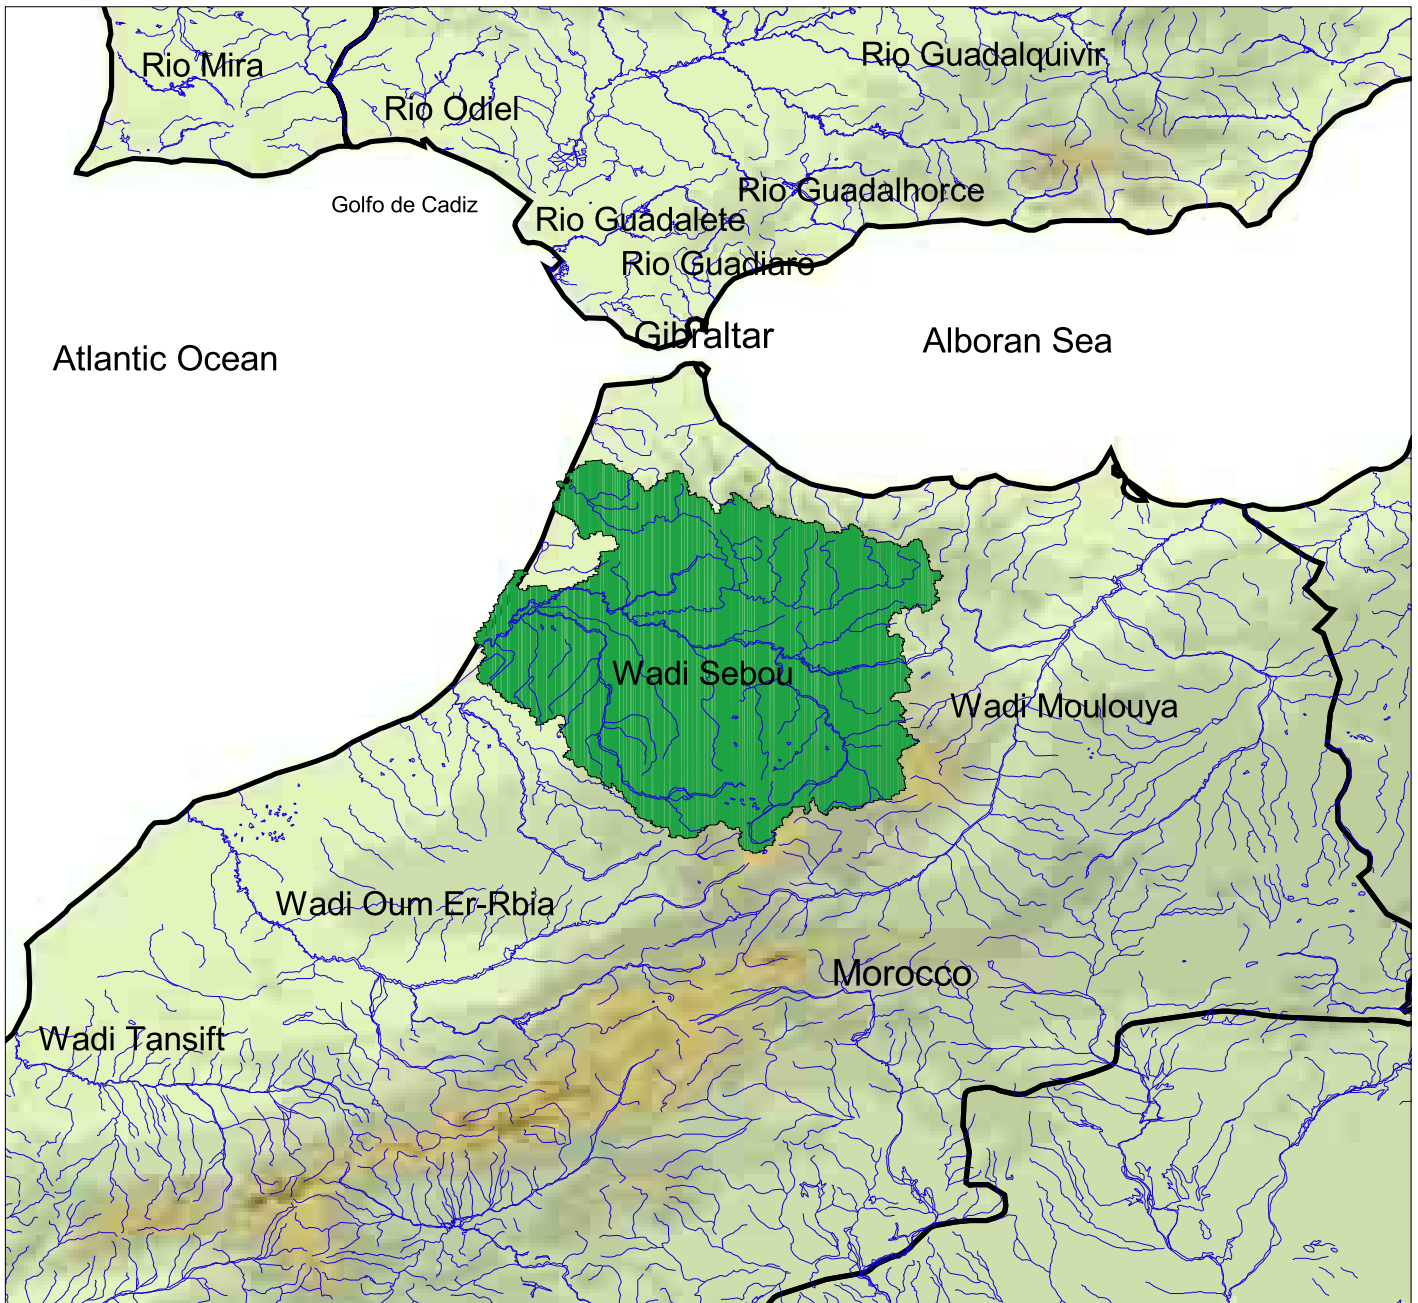 Rio Guadalquivir
Rio Mira
Rio Odiel
Rio Guadalhorce
Golfo de Cadiz
Rio Guadalete
Rio Guadiaro
Gibraltar
Alboran Sea
Atlantic Ocean
Wadi Sebou
Wadi Moulouya
Wadi Oum Er-Rbia
Morocco
Wadi Tansift